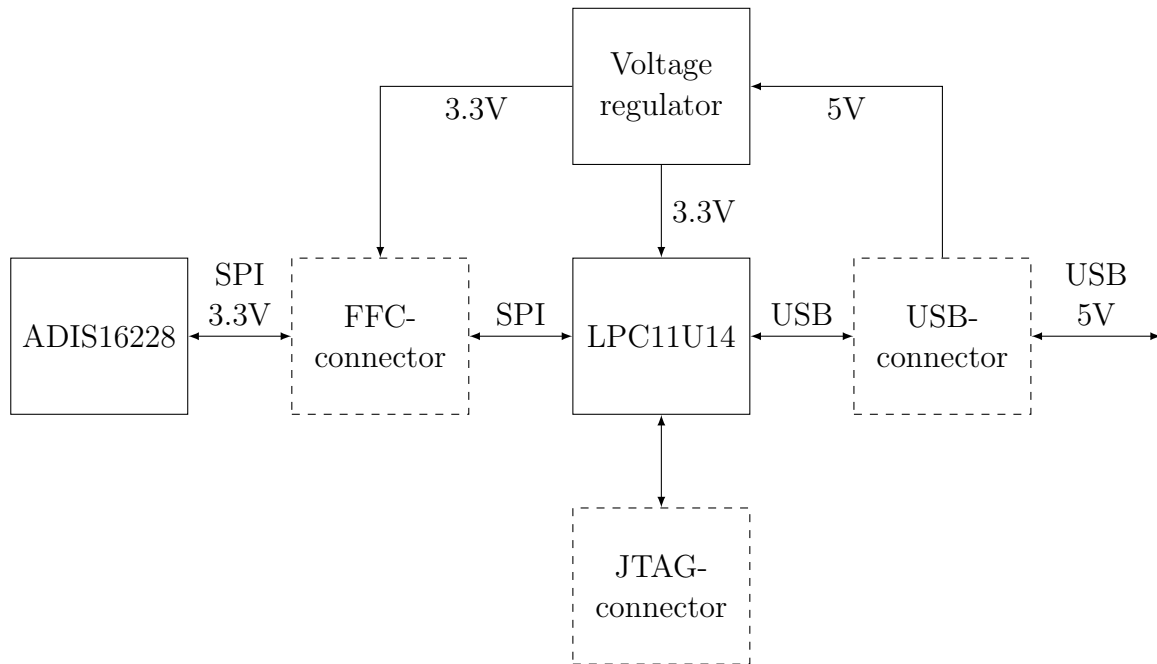 Voltage
regulator
3.3V
5V
3.3V
ADIS16228
SPI
3.3V
FFC-
connector
SPI
LPC11U14
USB
USB-
connector
USB
5V
JTAG-
connector